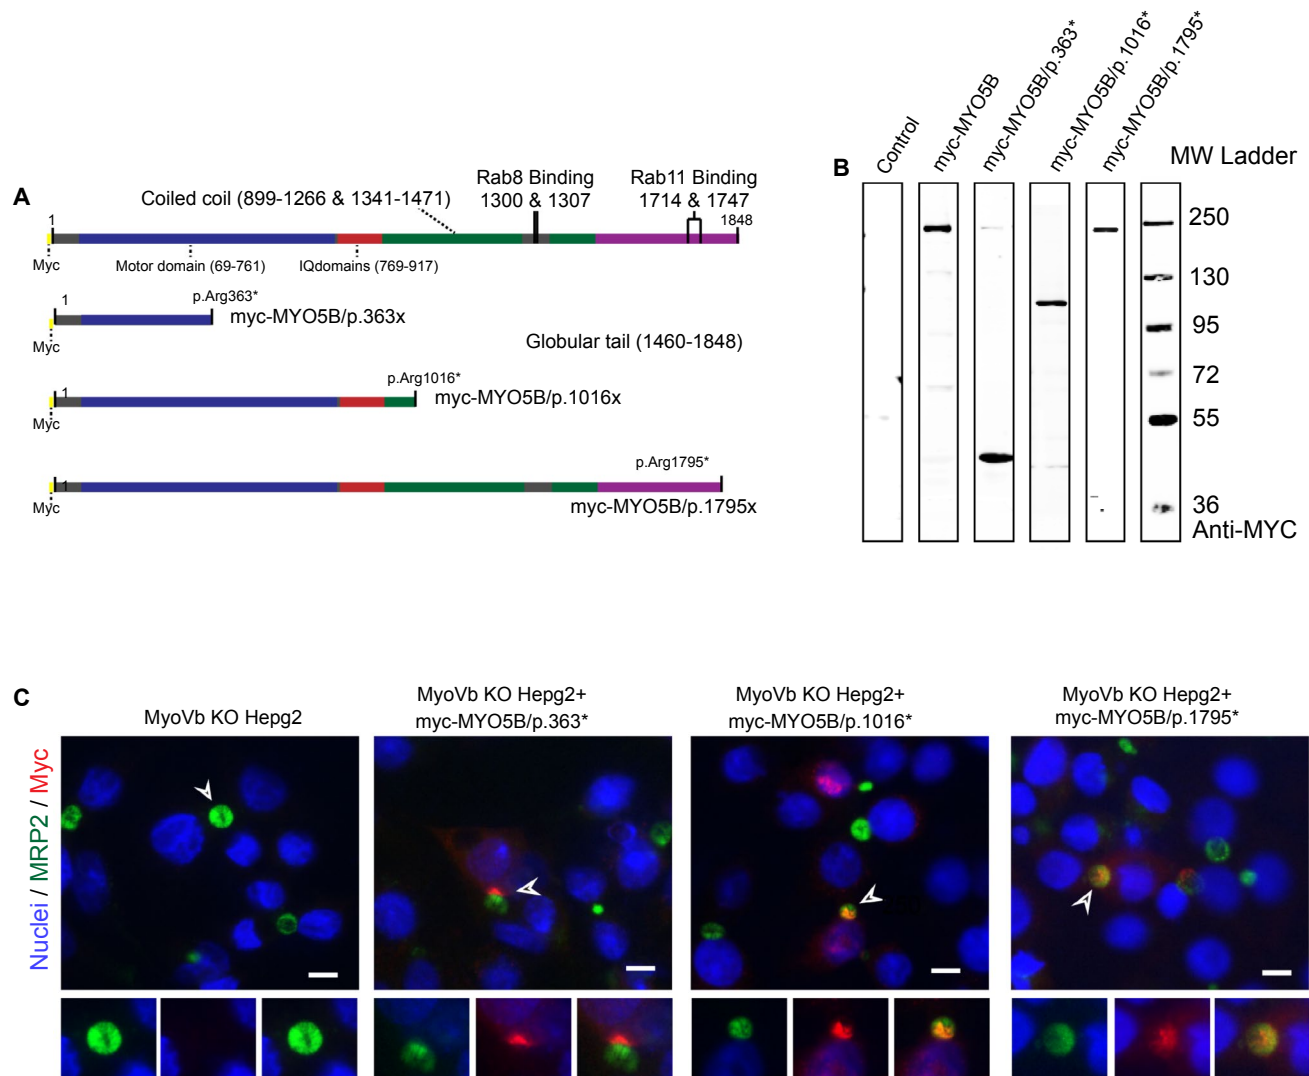 A
Coiled coil (899-1266 & 1341-1471)
Rab8 Binding
1300 & 1307
Rab11 Binding
1714 & 1747
1
1848
Myc
Motor domain (69-761)
IQdomains (769-917)
1
p.Arg363*
myc-MYO5B/p.363x
Myc
Globular tail (1460-1848)
1
p.Arg1016*
myc-MYO5B/p.1016x
Myc
1
p.Arg1795*
myc-MYO5B/p.1795x
Myc
B
Control
myc-MYO5B
myc-MYO5B/p.363*
myc-MYO5B/p.1016*
myc-MYO5B/p.1795*
MW Ladder
250
130
95
72
55
36
Anti-MYC
C
Nuclei / MRP2 / Myc
MyoVb KO Hepg2
MyoVb KO Hepg2+
myc-MYO5B/p.363*
MyoVb KO Hepg2+
myc-MYO5B/p.1016*
MyoVb KO Hepg2+
myc-MYO5B/p.1795*